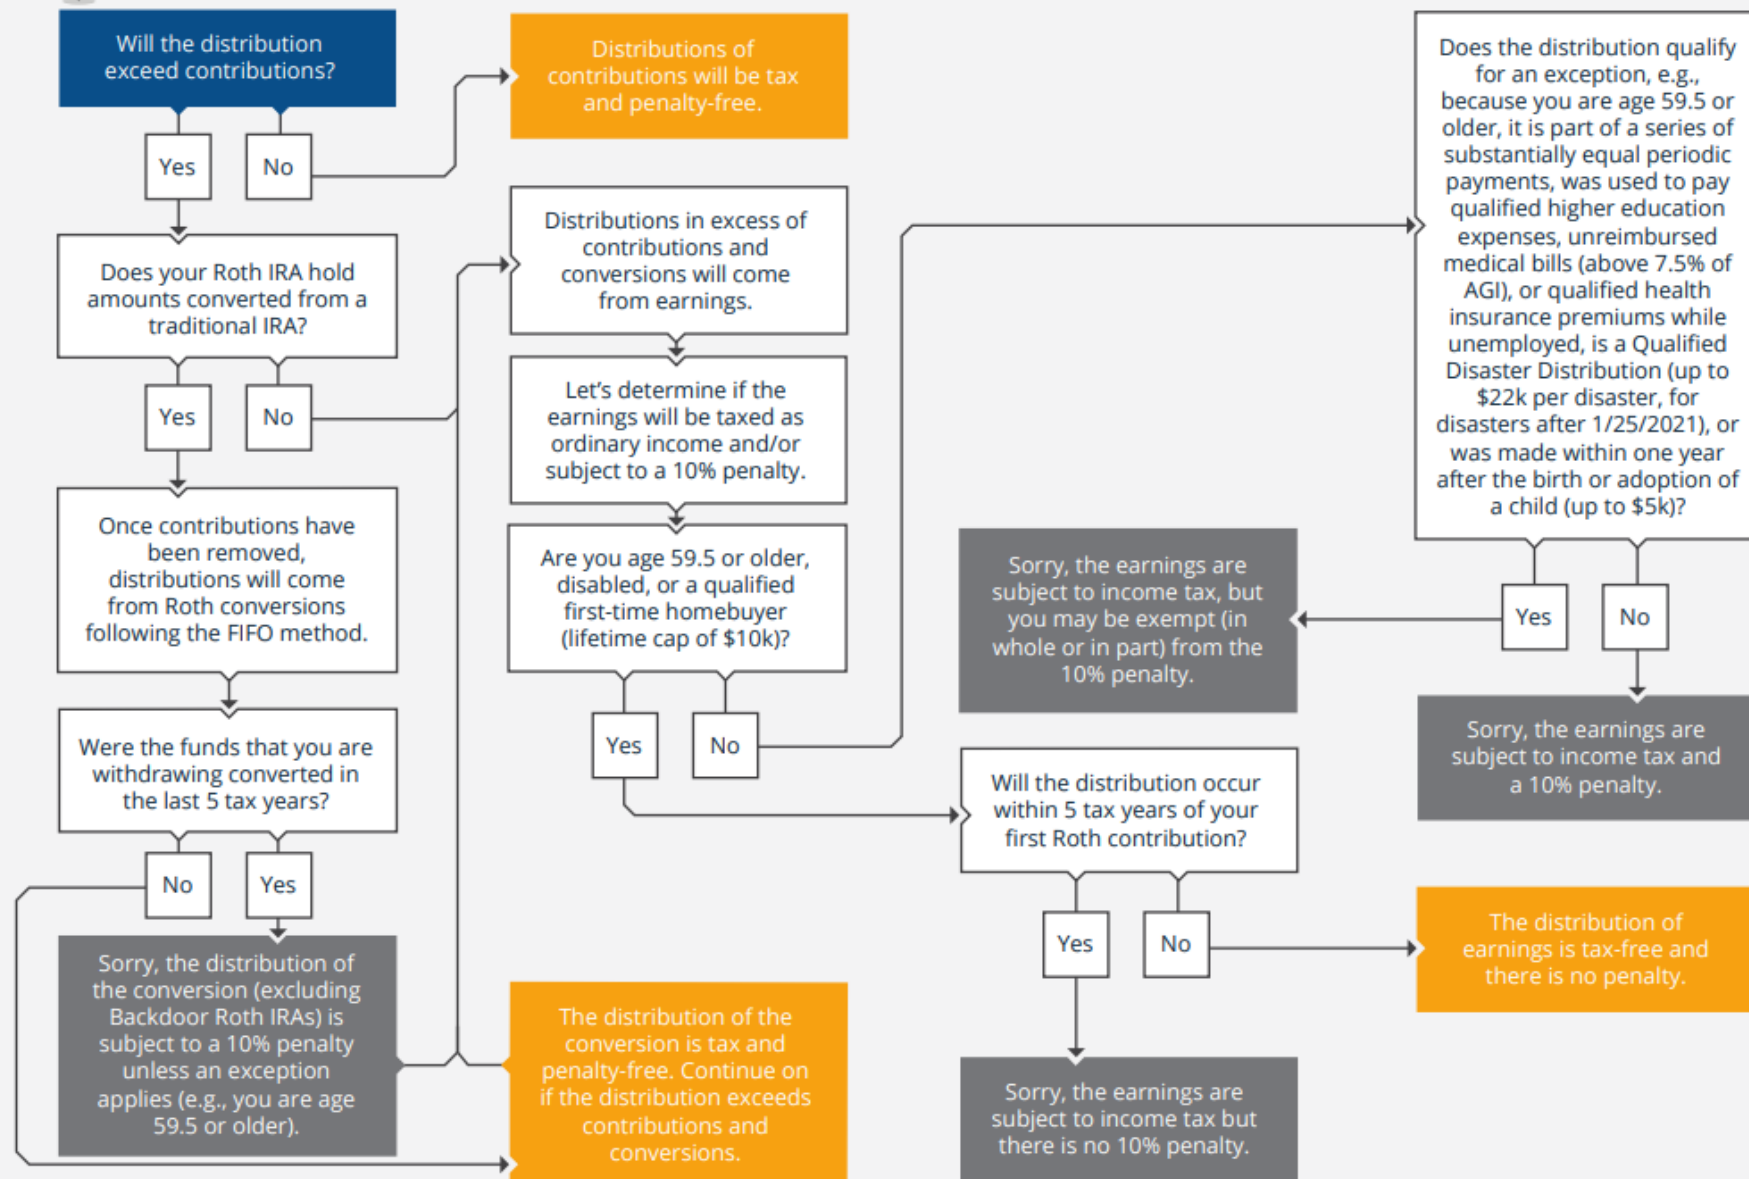 Will the distribution
exceed contributions?
Yes
No
Distributions of
contributions will be tax
and penalty-free.
Does your Roth IRA hold
amounts converted from a
traditional IRA?
Yes
No
Once contributions have
been removed,
distributions will come
from Roth conversions
following the FIFO method.
Were the funds that you are
withdrawing converted in
the last 5 tax years?
No
Yes
Sorry, the distribution of
the conversion (excluding
Backdoor Roth IRAs) is
subject to a 10% penalty
unless an exception
applies (e.g., you are age
59.5 or older).
The distribution of the
conversion is tax and
penalty-free. Continue on
if the distribution exceeds
contributions and
conversions.
Distributions in excess of
contributions and
conversions will come
from earnings.
Let’s determine if the
earnings will be taxed as
ordinary income and/or
subject to a 10% penalty.
Are you age 59.5 or older,
disabled, or a qualified
first-time homebuyer
(lifetime cap of $10k)?
Yes
No
Will the distribution occur
within 5 tax years of your
first Roth contribution?
Yes
No
Sorry, the earnings are
subject to income tax but
there is no 10% penalty.
The distribution of
earnings is tax-free and
there is no penalty.
Does the distribution qualify
for an exception, e.g.,
because you are age 59.5 or
older, it is part of a series of
substantially equal periodic
payments, was used to pay
qualified higher education
expenses, unreimbursed
medical bills (above 7.5% of
AGI), or qualified health
insurance premiums while
unemployed, is a Qualified
Disaster Distribution (up to
$22k per disaster, for
disasters after 1/25/2021), or
was made within one year
after the birth or adoption of
a child (up to $5k)?
Yes
No
Sorry, the earnings are
subject to income tax, but
you may be exempt (in
whole or in part) from the
10% penalty.
Sorry, the earnings are
subject to income tax and
a 10% penalty.